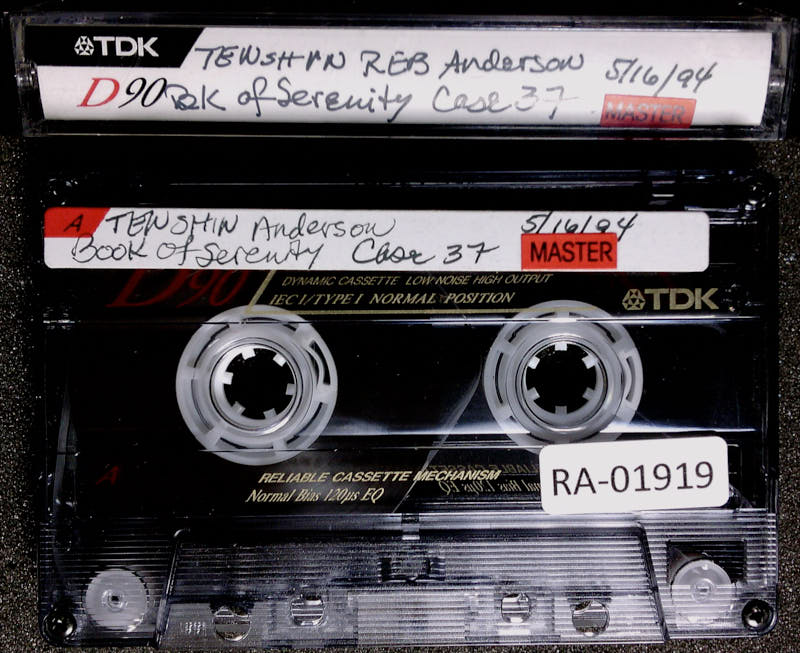 TDK TENSHIN REB Anderson 5/16/94
D90 Book of Serenity Case 37 MASTER
A TENSHIN Anderson 5/16/94
Book of Serenity Case 37 MASTER
D90 DYNAMIC CASSETTE LOW NOISE HIGH OUTPUT
IEC I/TYPE I NORMAL POSITION TDK
A RELIABLE CASSETTE MECHANISM
Normal Bias 120µs EQ
RA-01919